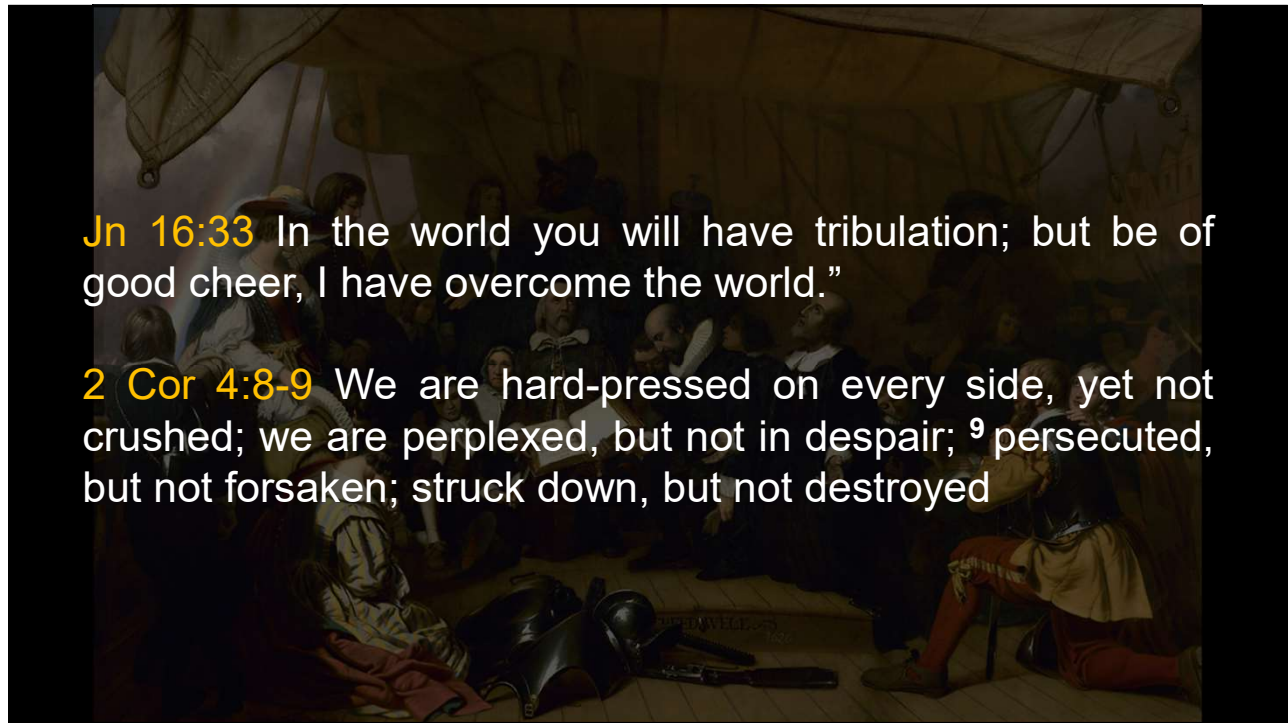 Jn 16:33 In the world you will have tribulation; but be of
good cheer, I have overcome the world.”
2 Cor 4:8-9 We are hard-pressed on every side, yet not
crushed; we are perplexed, but not in despair; 9 persecuted,
but not forsaken; struck down, but not destroyed